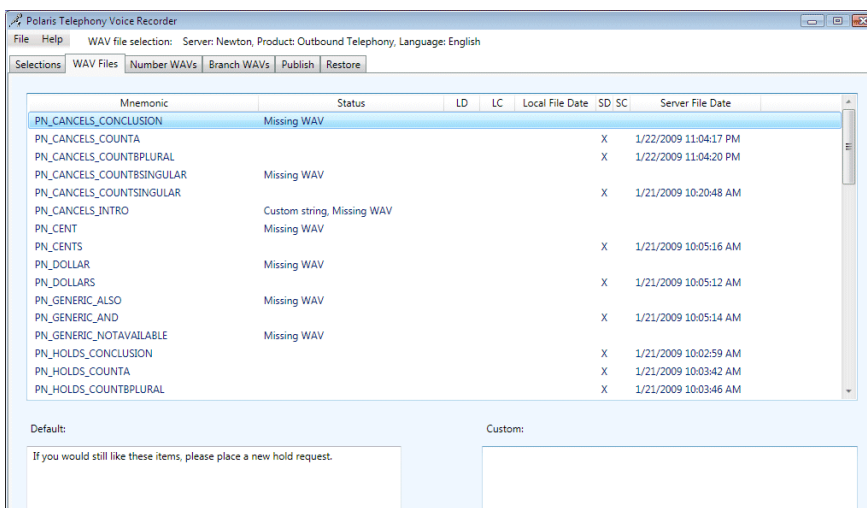 Polaris Telephony Voice Recorder
File Help WAV file selection: Server: Newton, Product: Outbound Telephony, Language: English
Selections WAV Files Number WAVs Branch WAVs Publish Restore
Mnemonic Status LD LC Local File Date SD SC Server File Date
PN_CANCELS_CONCLUSION Missing WAV
PN_CANCELS_COUNTA X 1/22/2009 11:04:17 PM
PN_CANCELS_COUNTBPLURAL X 1/22/2009 11:04:20 PM
PN_CANCELS_COUNTBSINGULAR Missing WAV
PN_CANCELS_COUNTSINGULAR X 1/21/2009 10:20:48 AM
PN_CANCELS_INTRO Custom string, Missing WAV
PN_CENT Missing WAV
PN_CENTS X 1/21/2009 10:05:16 AM
PN_DOLLAR Missing WAV
PN_DOLLARS X 1/21/2009 10:05:12 AM
PN_GENERIC_ALSO Missing WAV
PN_GENERIC_AND X 1/21/2009 10:05:14 AM
PN_GENERIC_NOTAVAILABLE Missing WAV
PN_HOLDS_CONCLUSION X 1/21/2009 10:02:59 AM
PN_HOLDS_COUNTA X 1/21/2009 10:03:42 AM
PN_HOLDS_COUNTBPLURAL X 1/21/2009 10:03:46 AM
Default: Custom:
If you would still like these items, please place a new hold request.